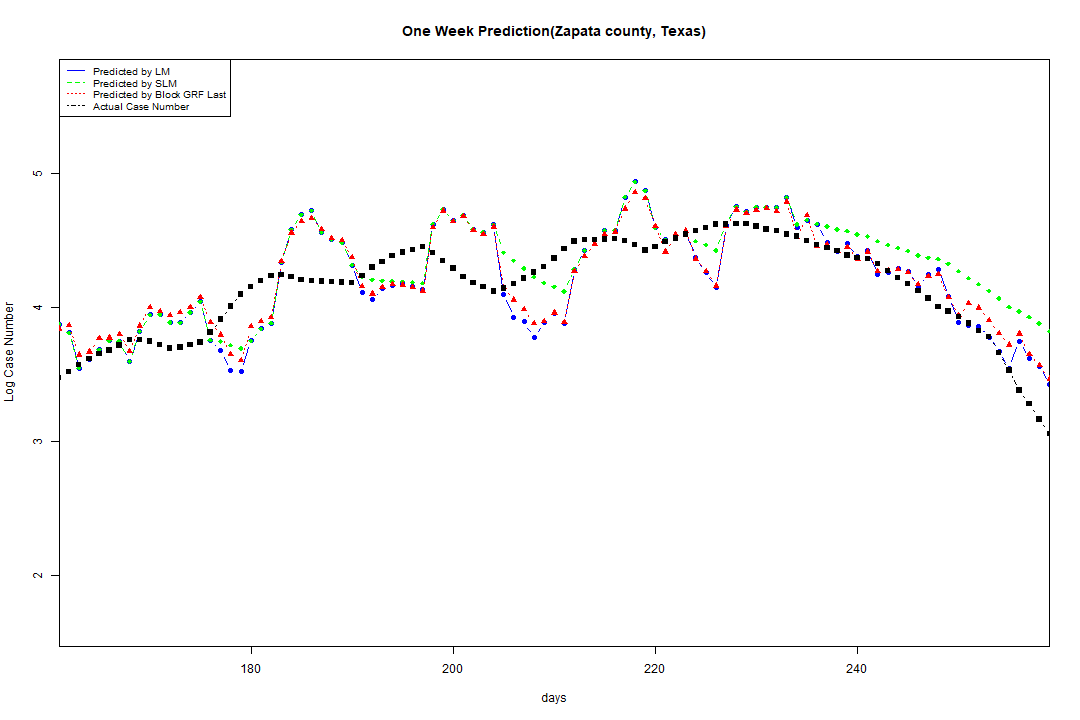 One Week Prediction(Zapata county, Texas)
Predicted by LM
Predicted by SLM
Predicted by Block GRF Last
Actual Case Number
5
4
3
2
Log Case Number
180 200 220 240
days